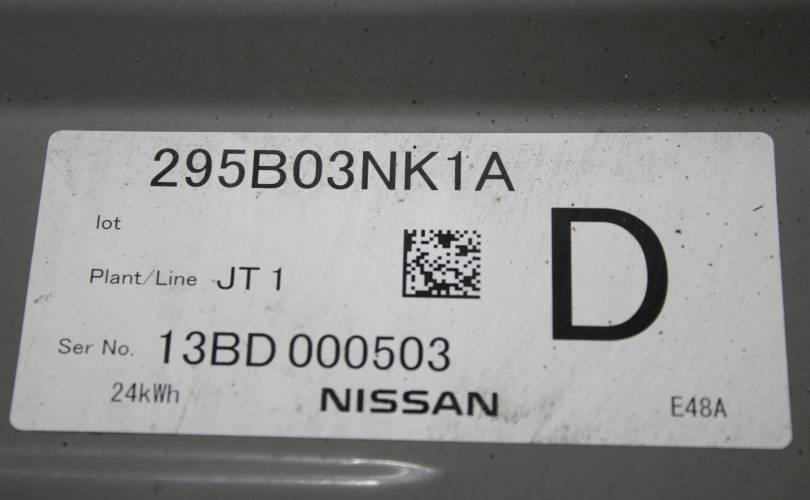 295B03NK1A
lot
D
Plant/Line JT 1
Ser No. 13BD 000503
24kWh NISSAN E48A